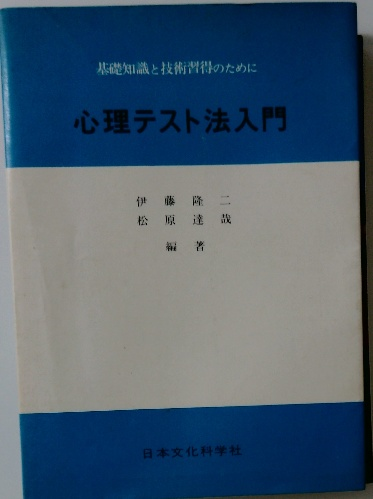 基礎知識と技術習得のために
心理テスト法入門
伊藤隆二
松原達哉
編著
日本文化科学社